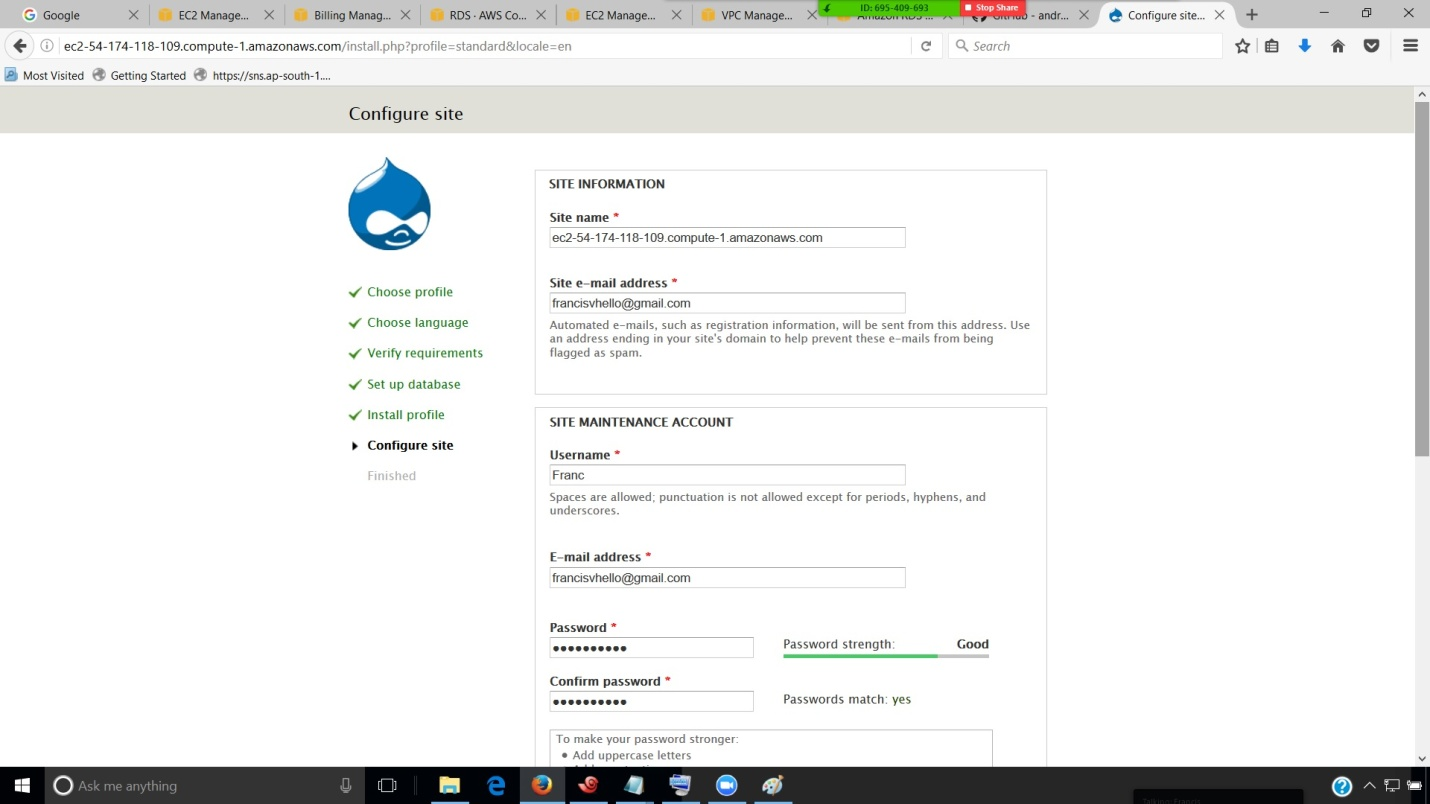 Google
EC2 Manage...
Billing Manag...
RDS · AWS Co...
EC2 Manage...
VPC Manage...
Amazon RDS ...
GitHub - andr...
Configure site...
ID: 695-409-693
Stop Share
ec2-54-174-118-109.compute-1.amazonaws.com/install.php?profile=standard&locale=en
Search
Most Visited
Getting Started
https://sns.ap-south-1....
Configure site
Choose profile
Choose language
Verify requirements
Set up database
Install profile
Configure site
Finished
SITE INFORMATION
Site name *
ec2-54-174-118-109.compute-1.amazonaws.com
Site e-mail address *
francisvhello@gmail.com
Automated e-mails, such as registration information, will be sent from this address. Use
an address ending in your site's domain to help prevent these e-mails from being
flagged as spam.
SITE MAINTENANCE ACCOUNT
Username *
Franc
Spaces are allowed; punctuation is not allowed except for periods, hyphens, and
underscores.
E-mail address *
francisvhello@gmail.com
Password *
••••••••••
Password strength: Good
Confirm password *
••••••••••
Passwords match: yes
To make your password stronger:
• Add uppercase letters
Ask me anything